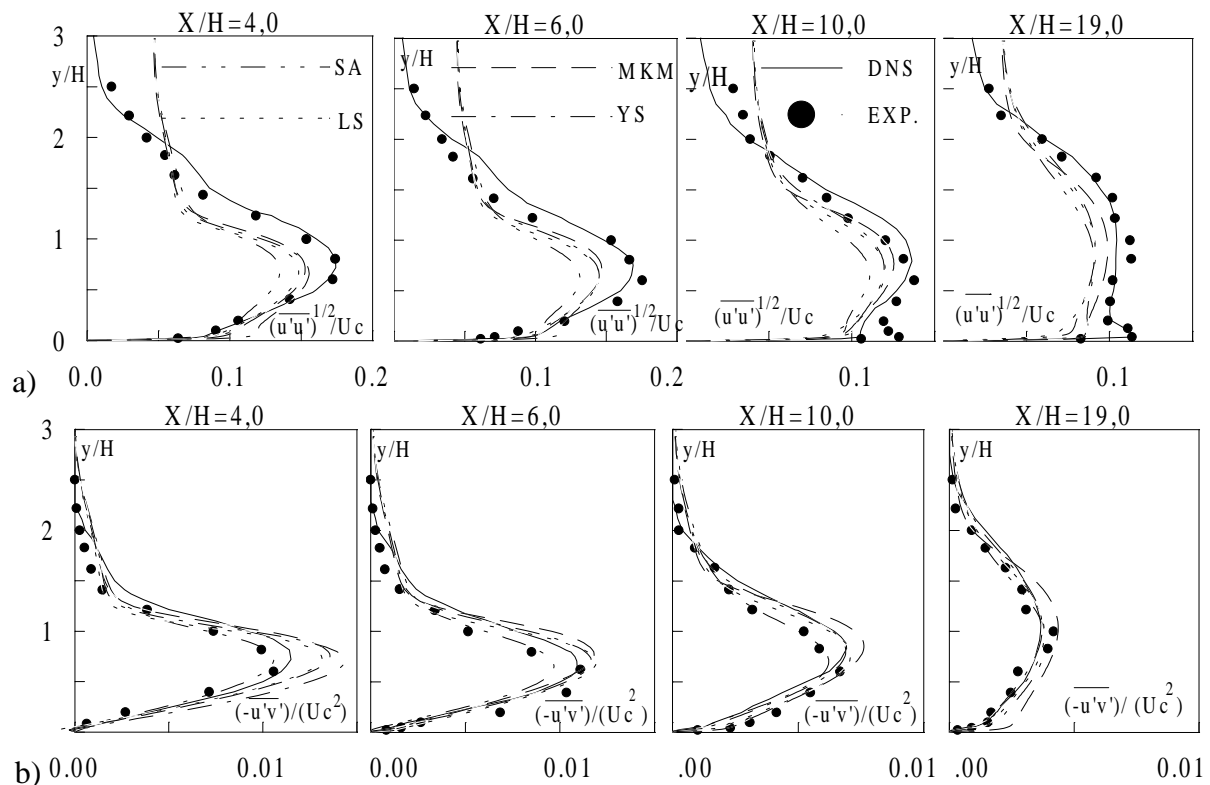 X/H=4,0 X/H=6,0 X/H=10,0 X/H=19,0
3
y/H y/H y/H y/H
SA MKM DNS
LS YS EXP.
2
1
(u'u')^1/2/Uc (u'u')^1/2/Uc (u'u')^1/2/Uc (u'u')^1/2/Uc
0
a) 0.0 0.1 0.2 0.1 0.2 0.1 0.1
X/H=4,0 X/H=6,0 X/H=10,0 X/H=19,0
3
y/H y/H y/H y/H
2
1
(-u'v')/(Uc^2) (-u'v')/(Uc^2) (-u'v')/(Uc^2) (-u'v')/(Uc^2)
0
b) 0.00 0.01 0.00 0.01 .00 0.01 .00 0.01